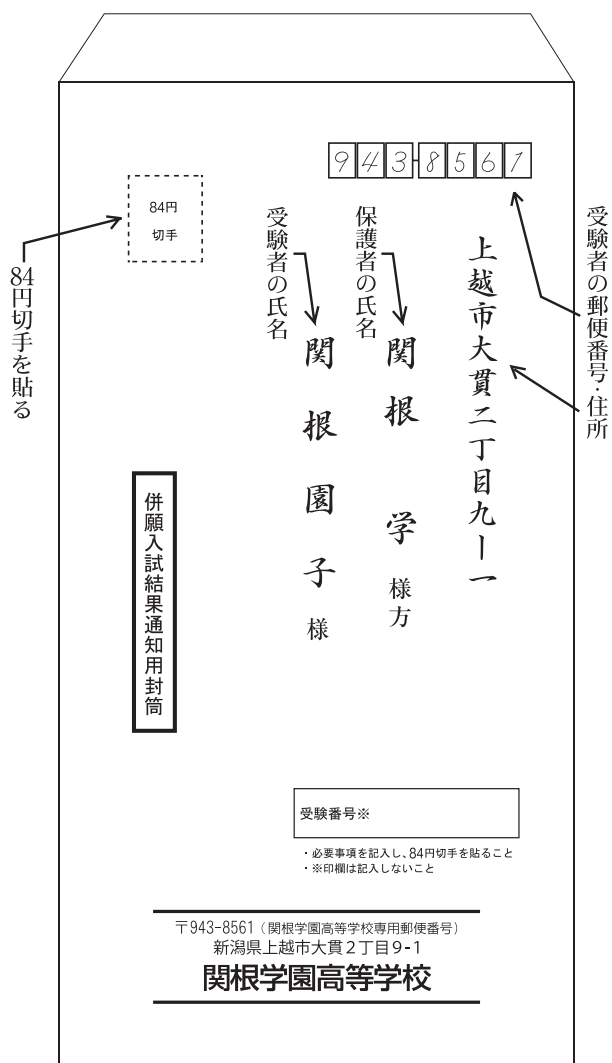 943-8561
受験者の郵便番号・住所
上越市大貫二丁目九ー一
保護者の氏名
関根 学 様方
受験者の氏名
関根園子 様
84円
切手
84円切手を貼る
併願入試結果通知用封筒
受験番号※
・必要事項を記入し、84円切手を貼ること
・※印欄は記入しないこと
〒943-8561（関根学園高等学校専用郵便番号）
新潟県上越市大貫２丁目９-１
関根学園高等学校